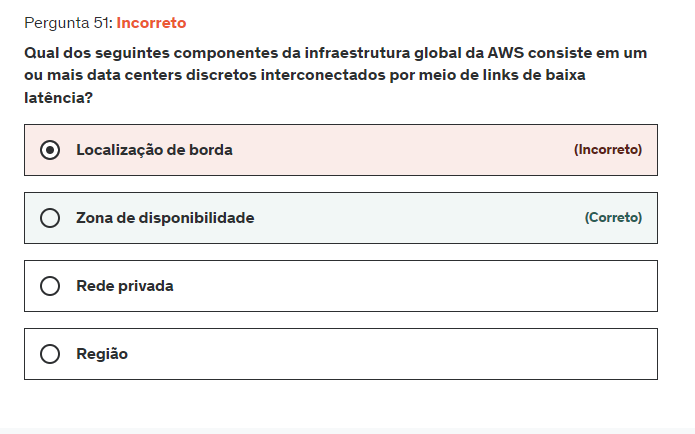 Pergunta 51: Incorreto
Qual dos seguintes componentes da infraestrutura global da AWS consiste em um
ou mais data centers discretos interconectados por meio de links de baixa
latência?
Localização de borda (Incorreto)
Zona de disponibilidade (Correto)
Rede privada
Região